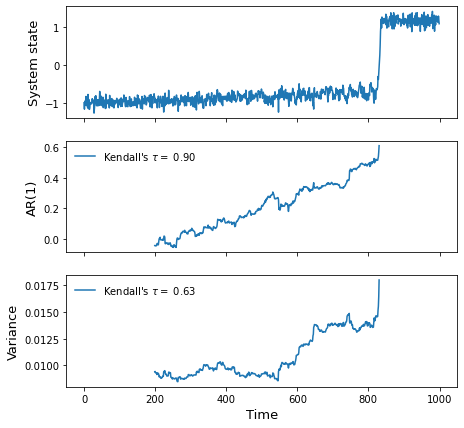 System state
1
0
−1
AR(1)
0.6
0.4
0.2
0.0
Kendall's τ = 0.90
Variance
0.0175
0.0150
0.0125
0.0100
Kendall's τ = 0.63
0
200
400
600
800
1000
Time